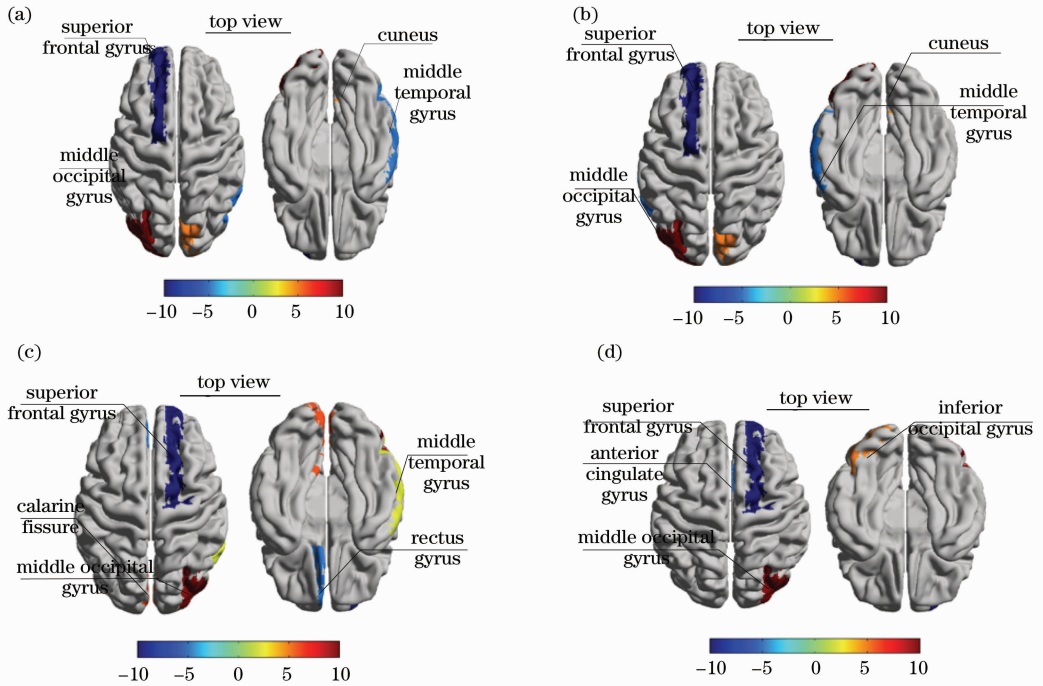 (a)
superior
frontal gyrus
top view
cuneus
middle
temporal
gyrus
middle
occipital
gyrus
−10 −5 0 5 10
(b)
superior
frontal gyrus
top view
cuneus
middle
temporal
gyrus
middle
occipital
gyrus
−10 −5 0 5 10
(c)
superior
frontal gyrus
top view
middle
temporal
gyrus
calarine
fissure
rectus
gyrus
middle occipital
gyrus
−10 −5 0 5 10
(d)
superior
frontal gyrus
top view
inferior
occipital gyrus
anterior
cingulate
gyrus
middle occipital
gyrus
−10 −5 0 5 10